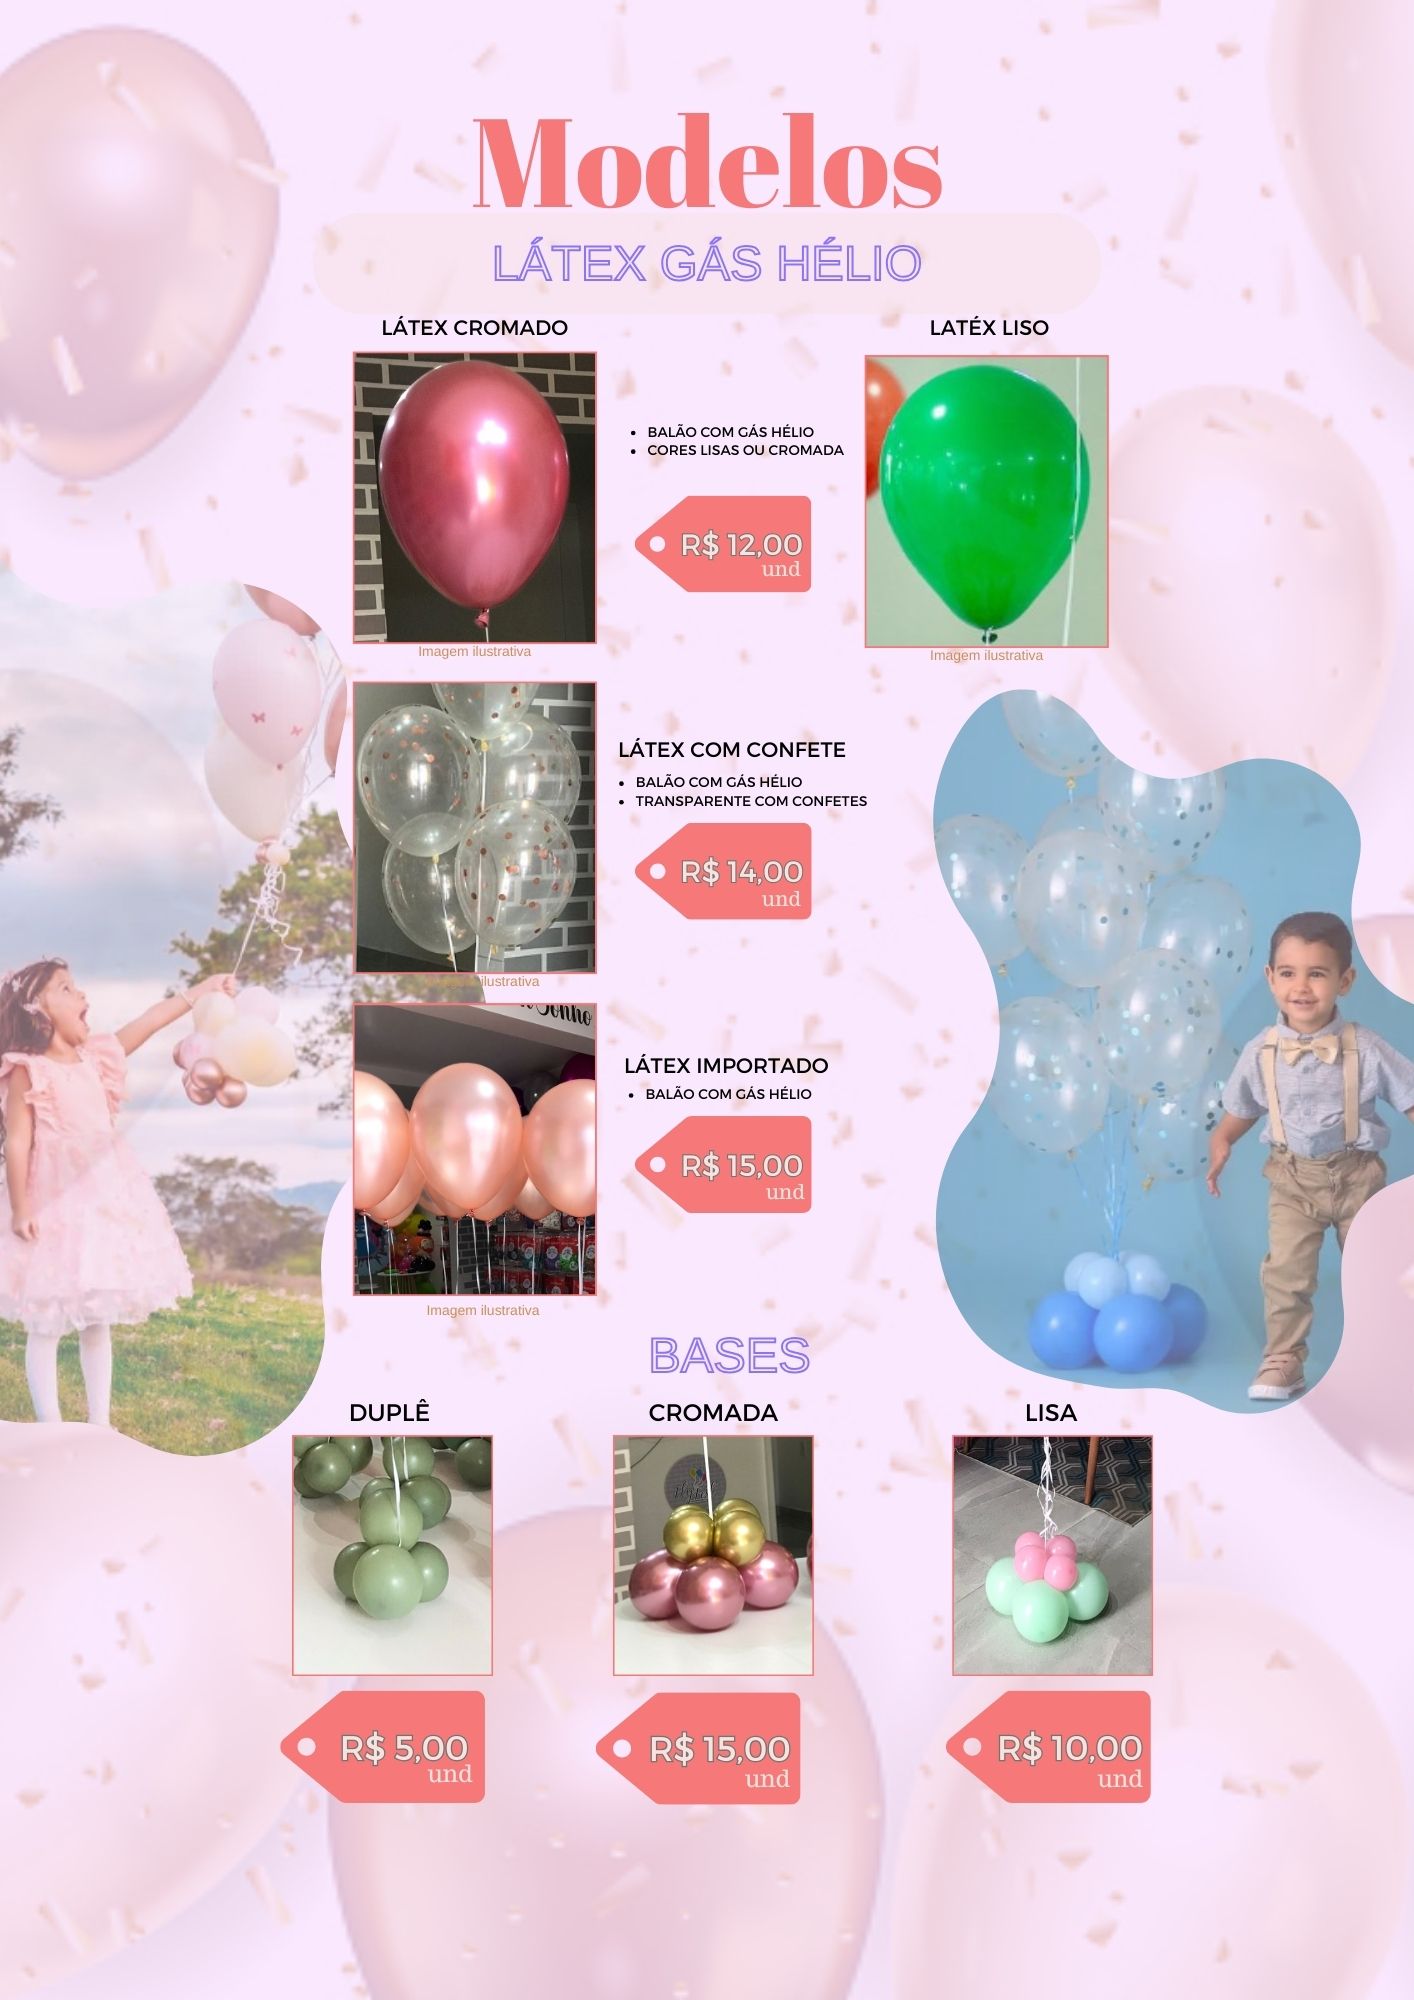 Modelos
LÁTEX GÁS HÉLIO
LÁTEX CROMADO
LATÉX LISO
• BALÃO COM GÁS HÉLIO
• CORES LISAS OU CROMADA
R$ 12,00
und
Imagem ilustrativa
Imagem ilustrativa
LÁTEX COM CONFETE
• BALÃO COM GÁS HÉLIO
• TRANSPARENTE COM CONFETES
R$ 14,00
und
Imagem ilustrativa
LÁTEX IMPORTADO
• BALÃO COM GÁS HÉLIO
R$ 15,00
und
Imagem ilustrativa
BASES
DUPLÊ
CROMADA
LISA
R$ 5,00
und
R$ 15,00
und
R$ 10,00
und